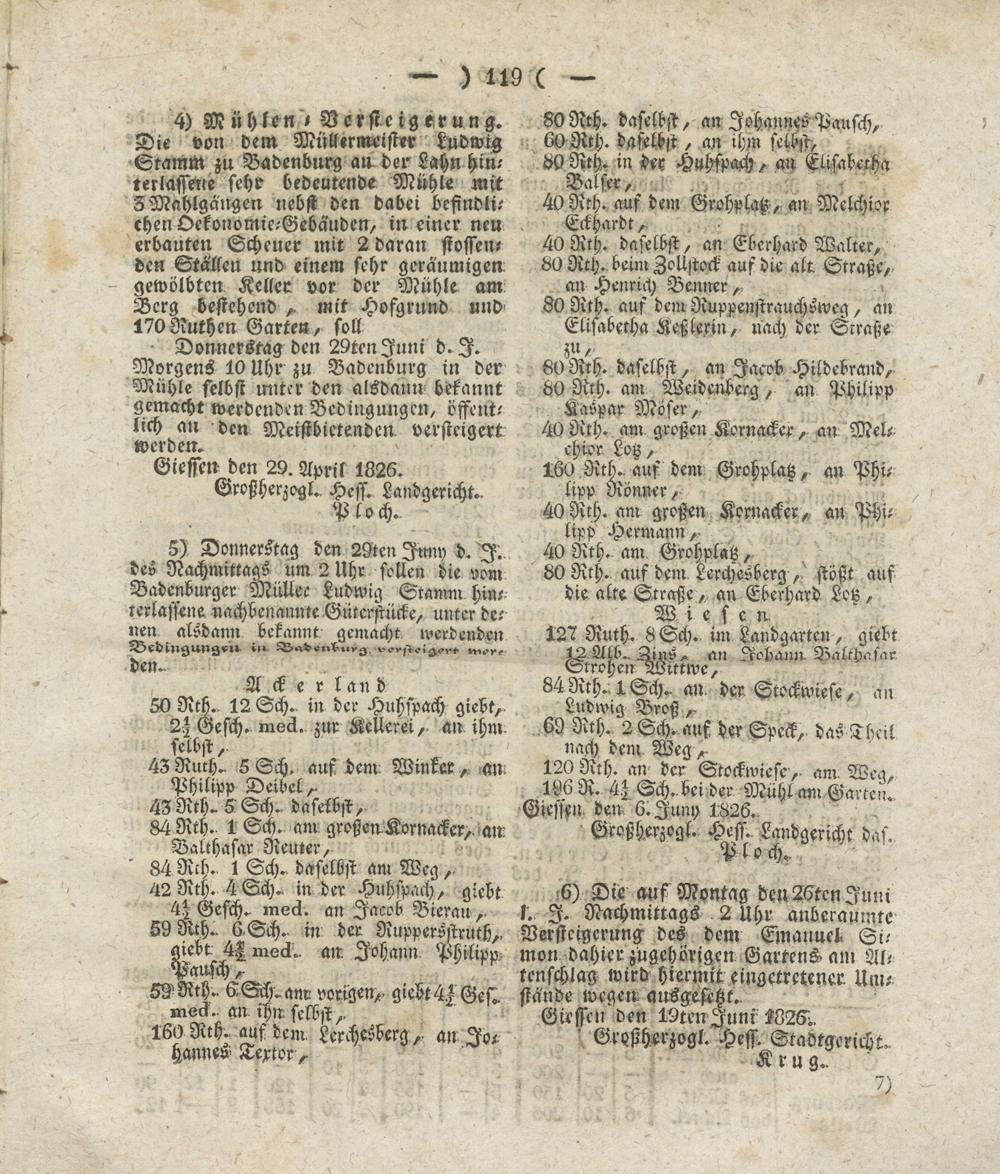 — ) 119 ( —
4) Mühlen-Versteigerung.
Die von dem Müllermeister Ludwig
Stamm zu Badenburg an der Lahn hin-
terlassene sehr bedeutende Mühle mit
3 Mahlgängen nebst den dabei befindli-
chen Oekonomie-Gebäuden, in einer neu
erbauten Scheuer mit 2 daran stossen-
den Ställen und einem sehr geräumigen
gewölbten Keller vor der Mühle am
Berg bestehend, mit Hofgrund und
170 Ruthen Garten, soll
Donnerstag den 29ten Juni d. J.
Morgens 10 Uhr zu Badenburg in der
Mühle selbst unter den alsdann bekannt
gemacht werdenden Bedingungen, öffent-
lich an den Meistbietenden versteigert
werden.
Giessen den 29. April 1826.
Großherzogl. Hess. Landgericht.
Ploch.
5) Donnerstag den 29ten Juny d. J.
des Nachmittags um 2 Uhr sollen die vom
Badenburger Müller Ludwig Stamm hin-
terlassene nachbenannte Güterstücke, unter de-
nen alsdann bekannt gemacht werdenden
Bedingungen in Badenburg versteigert wer-
den.
Ackerland
50 Rth. 12 Sch. in der Huhspach giebt,
2½ Gesch. med. zur Kellerei, an ihm
selbst,
43 Ruth. 5 Sch. auf dem Winker, an
Philipp Deibel,
43 Rth. 5 Sch. daselbst,
84 Rth. 1 Sch. am großen Kornacker, an
Balthasar Reuter,
84 Rth. 1 Sch. daselbst am Weg,
42 Rth. 4 Sch. in der Huhspach, giebt
4½ Gesch. med. an Jacob Bierau,
59 Rth. 6 Sch. in der Ruppersstruth,
giebt med. an Johann Philipp
Pausch,
59 Rth. 6 Sch. am vorigen, giebt Ges.
med. an ihn selbst,
160 Rth. auf dem Lerchesberg, an Jo-
hannes Textor,
80 Rth. daselbst, an Johannes Pausch,
60 Rth. daselbst, an ihm selbst,
80 Rth. in der Huhspach, an Elisabetha
Balser,
40 Rth. auf dem Grohplatz, an Melchior
Eckhardt,
40 Rth. daselbst, an Eberhard Walter,
80 Rth. beim Zollstock auf die alt Straße,
an Henrich Benner,
80 Rth. auf dem Ruppenstrauchsweg, an
Elisabetha Keßlerin, nach der Straße
zu,
80 Rth. daselbst, an Jacob Hildebrand,
80 Rth. am Weidenberg, an Philipp
Kaspar Möser,
40 Rth. am großen Kornacker, an Mel-
chior Lotz,
160 Rth. auf dem Grohplatz, an Phi-
lipp Rönner,
40 Rth. am großen Kornacker, an Phi-
lipp Hermann,
40 Rth. am Grohplatz,
80 Rth. auf dem Lerchesberg, stößt auf
die alte Straße, an Eberhard Lotz,
Wiesen
127 Ruth. 8 Sch. im Landgarten, giebt
12 Alb. Zins, an Johann Balthasar
Strohen Wittwe,
84 Rth. 1 Sch. an der Stockwiese, an
Ludwig Broß,
69 Rth. 2 Sch. auf der Speck, das Theil
nach dem Weg,
120 Rth. an der Stockwiese, am Weg,
196 R. 4½ Sch. bei der Mühl am Garten.
Giessen den 6. Juny 1826.
Großherzogl. Hess. Landgericht das.
Ploch.
6) Die auf Montag den 26ten Juni
l. J. Nachmittags 2 Uhr anberaumte
Versteigerung des dem Emanuel Si-
mon dahier zugehörigen Gartens am Al-
tenschlag wird hiermit eingetretener Um-
stände wegen ausgesetzt.
Giessen den 19ten Juni 1826.
Großherzogl. Hess. Stadtgericht.
Krug.
7)